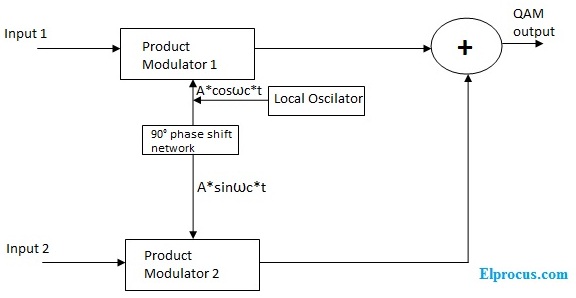 Input 1
Product
Modulator 1
QAM
output
+
A*cosωc*t
Local Oscilator
90° phase shift
network
A*sinωc*t
Input 2
Product
Modulator 2
Elprocus.com